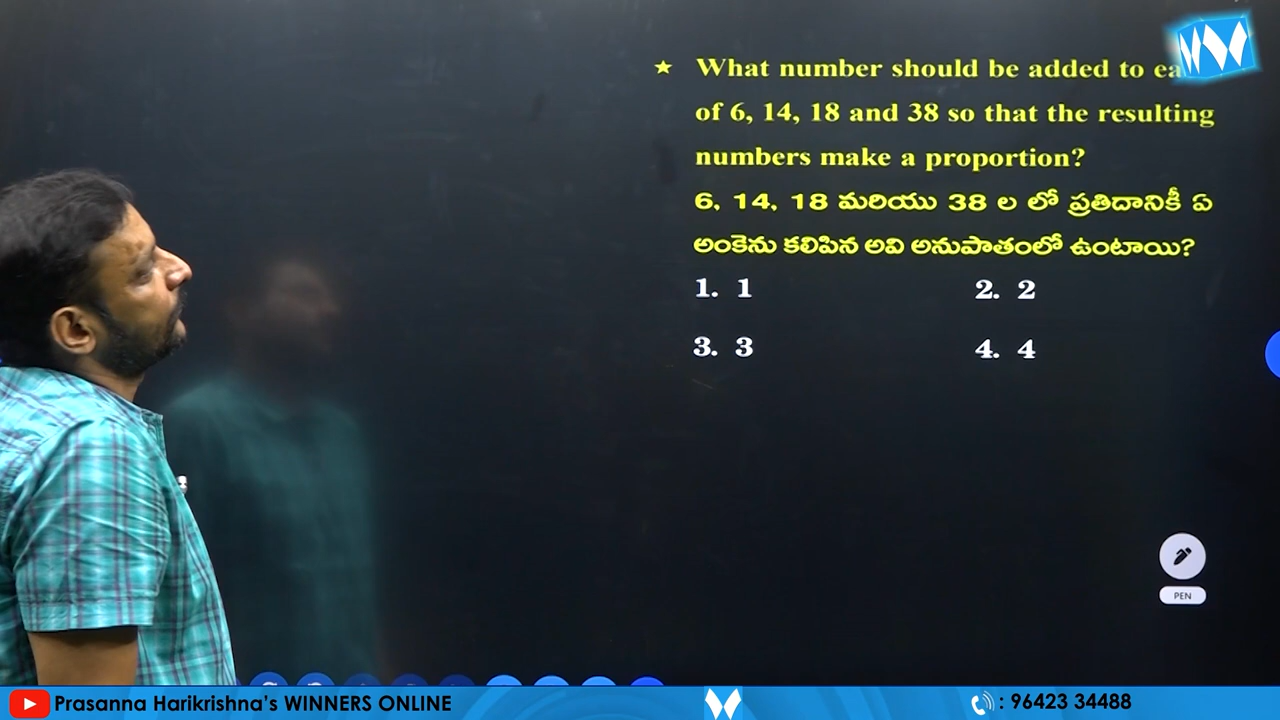 ★ What number should be added to
of 6, 14, 18 and 38 so that the resulting
numbers make a proportion?
6, 14, 18 మరియు 38 ల లో ప్రతిదానికీ ఏ
అంకెను కలిపిన అవి అనుపాతంలో ఉంటాయి?
1. 1 2. 2
3. 3 4. 4
PEN
Prasanna Harikrishna's WINNERS ONLINE : 96423 34488